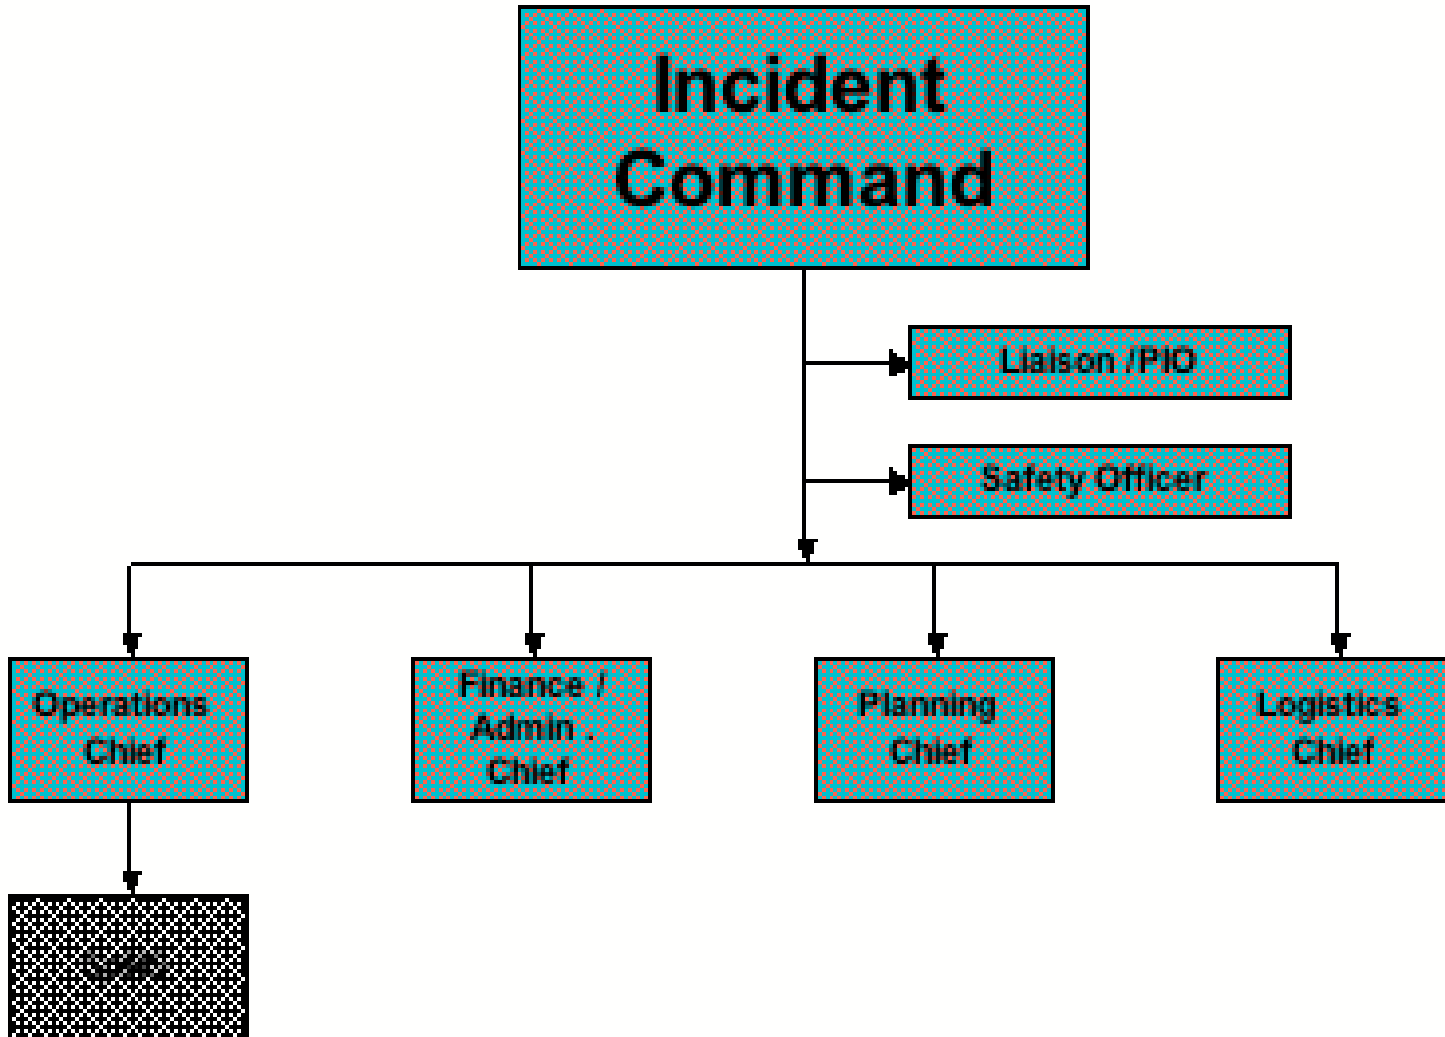 Incident
Command
Liaison /PIO
Safety Officer
Operations
Chief
Finance /
Admin .
Chief
Planning
Chief
Logistics
Chief